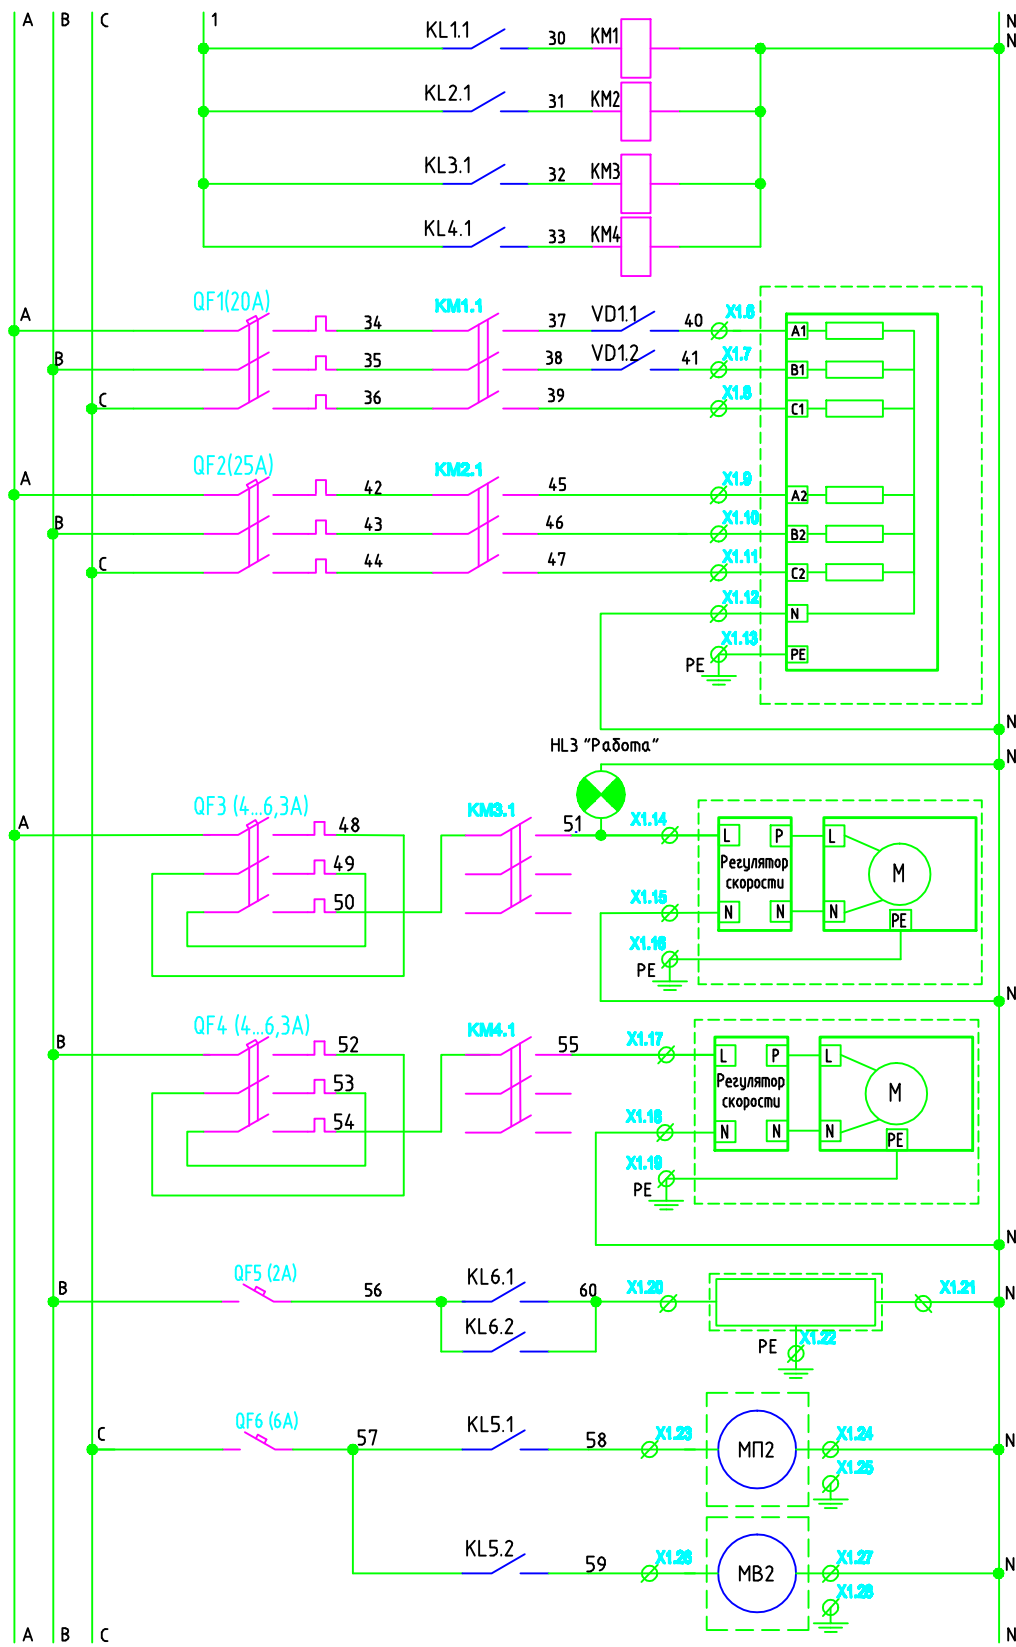 A B C 1 N
N
KL1.1 30 KM1
KL2.1 31 KM2
KL3.1 32 KM3
KL4.1 33 KM4
QF1(20A) KM1.1
A 34 37 VD1.1 40 X1.6 A1
B 35 38 VD1.2 41 X1.7 B1
C 36 39 X1.8 C1
QF2(25A) KM2.1
A 42 45 X1.9 A2
B 43 46 X1.10 B2
C 44 47 X1.11 C2
X1.12 N
X1.13
PE PE
N
HL3 "Работа" N
QF3 (4...6,3A) KM3.1
A 48 51 X1.14 L P L
49 Регулятор M
скорости
50 X1.15 N N N
PE
X1.16
PE
N
QF4 (4...6,3A) KM4.1
B 52 55 X1.17 L P L
53 Регулятор M
скорости
54 X1.18 N N N
PE
X1.19
PE
N
QF5 (2A) KL6.1
B 56 60 X1.20 X1.21 N
KL6.2
PE X1.22
QF6 (6A) KL5.1
C 57 58 X1.23 МП2 X1.24 N
X1.25
KL5.2
59 X1.26 МВ2 X1.27 N
X1.28
A B C N